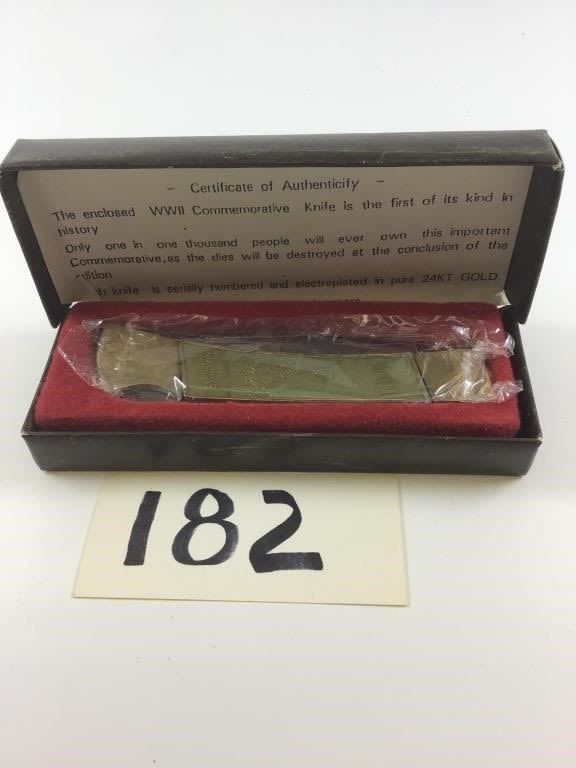 - Certificate of Authenticify -
The enclosed WWII Commemorative Knife is the first of its kind in
history
Only one in one thousand people will ever own this important
Commemorative, as the dies will be destroyed at the conclusion of the
edition
knife is serially numbered and electroplated in pure 24KT GOLD.
182